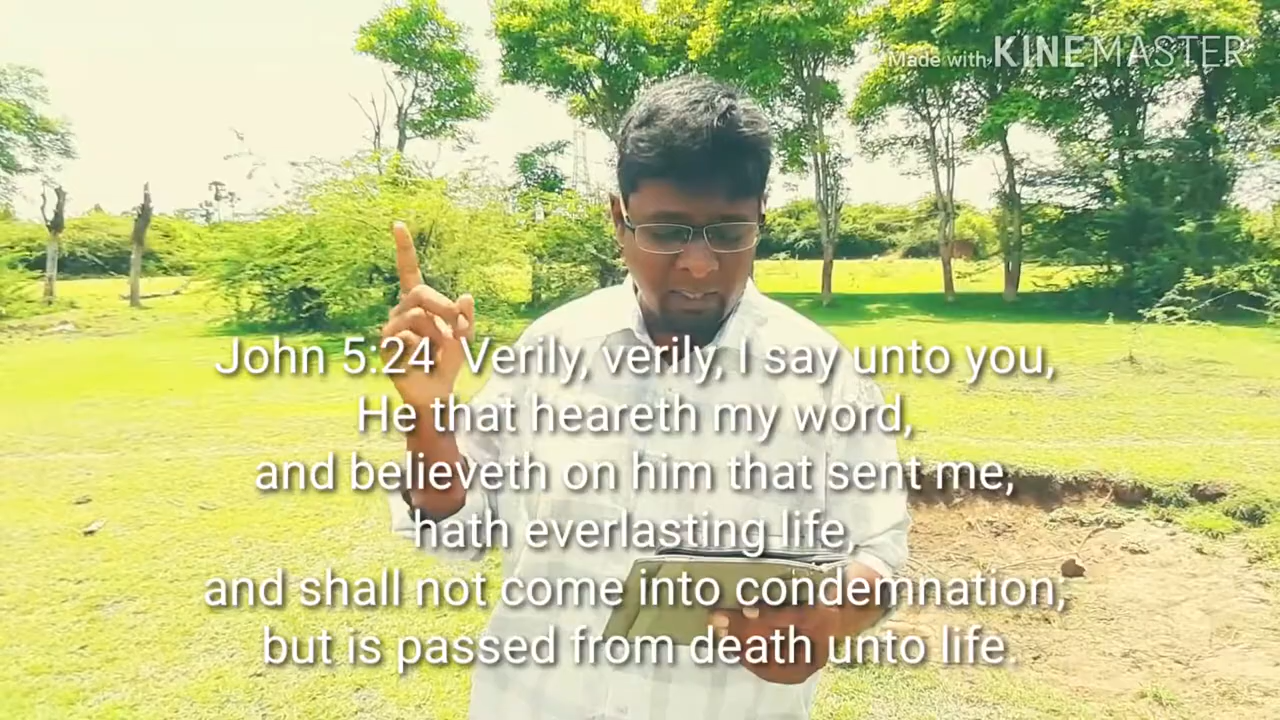 Made with KINEMASTER
John 5:24 Verily, verily, I say unto you,
He that heareth my word,
and believeth on him that sent me,
hath everlasting life,
and shall not come into condemnation;
but is passed from death unto life.